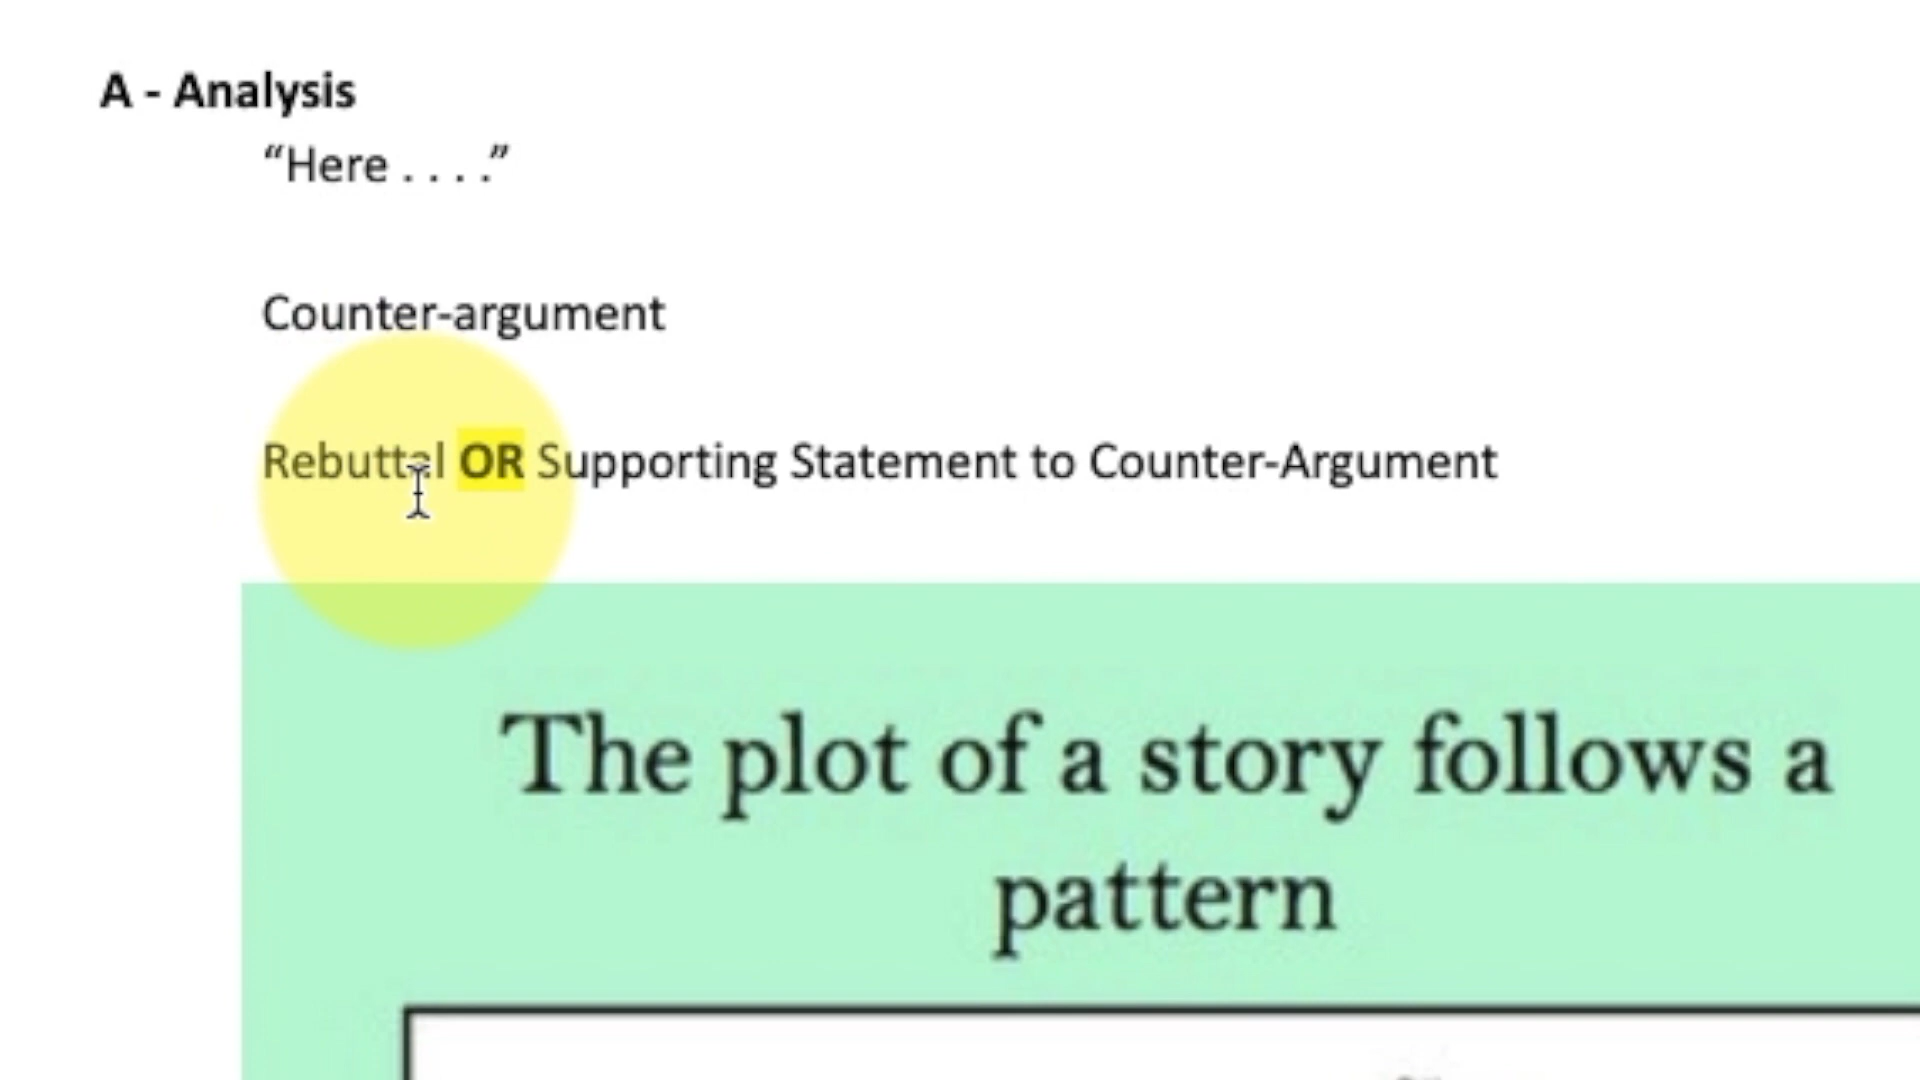 A - Analysis
“Here . . . .”
Counter-argument
Rebuttal OR Supporting Statement to Counter-Argument
The plot of a story follows a
pattern